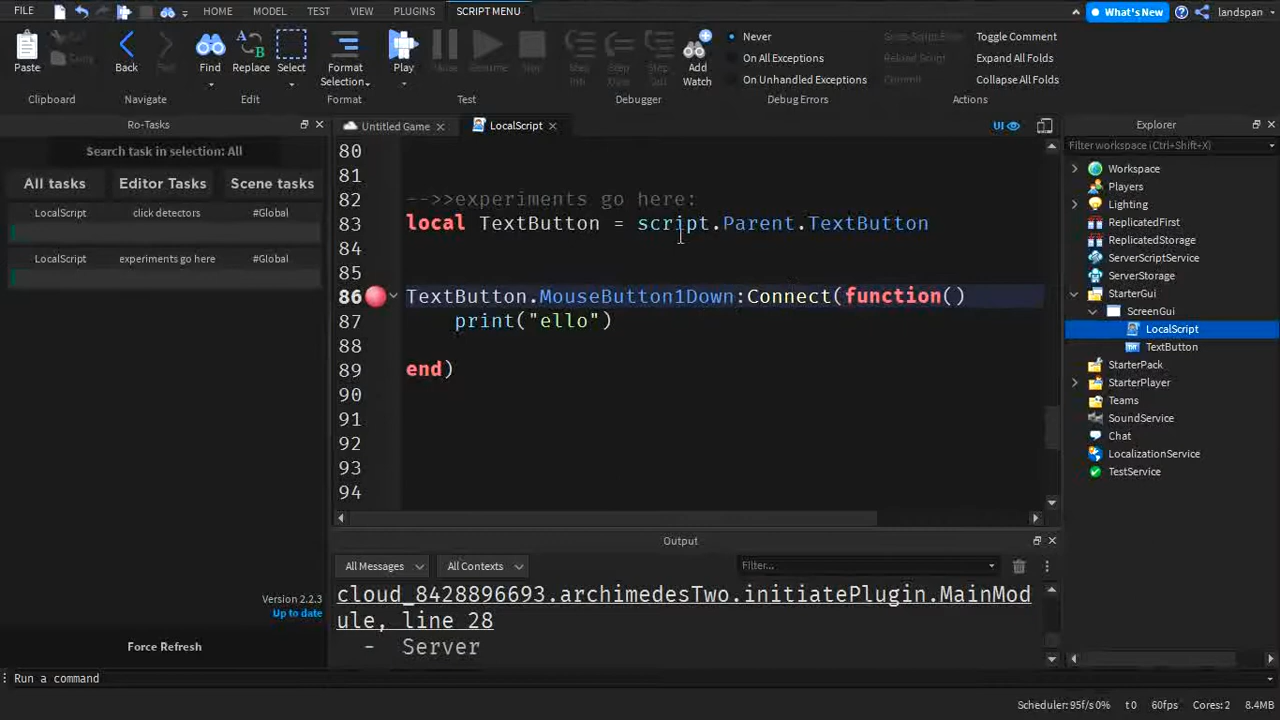 FILE HOME MODEL TEST VIEW PLUGINS SCRIPT MENU What's New landspan
Paste Back Find Replace Select Format Selection Play Add Watch
Never Toggle Comment
On All Exceptions Expand All Folds
On Unhandled Exceptions Commit Collapse All Folds
Clipboard Navigate Edit Format Test Debugger Debug Errors Actions
Ro-Tasks
Search task in selection: All
All tasks Editor Tasks Scene tasks
LocalScript click detectors #Global
LocalScript experiments go here #Global
Version 2.2.3
Up to date
Force Refresh
Untitled Game LocalScript UI
80
81
82 -->>experiments go here:
83 local TextButton = script.Parent.TextButton
84
85
86 TextButton.MouseButton1Down:Connect(function()
87 print("ello")
88
89 end)
90
91
92
93
94
Output
All Messages All Contexts Filter...
cloud_8428896693.archimedesTwo.initiatePlugin.MainMod
ule, line 28
- Server
Explorer
Filter workspace (Ctrl+Shift+X)
Workspace
Players
Lighting
ReplicatedFirst
ReplicatedStorage
ServerScriptService
ServerStorage
StarterGui
ScreenGui
LocalScript
TextButton
StarterPack
StarterPlayer
Teams
SoundService
Chat
LocalizationService
TestService
Run a command
Scheduler: 95f/s0% t 0 60fps Cores: 2 8.4MB